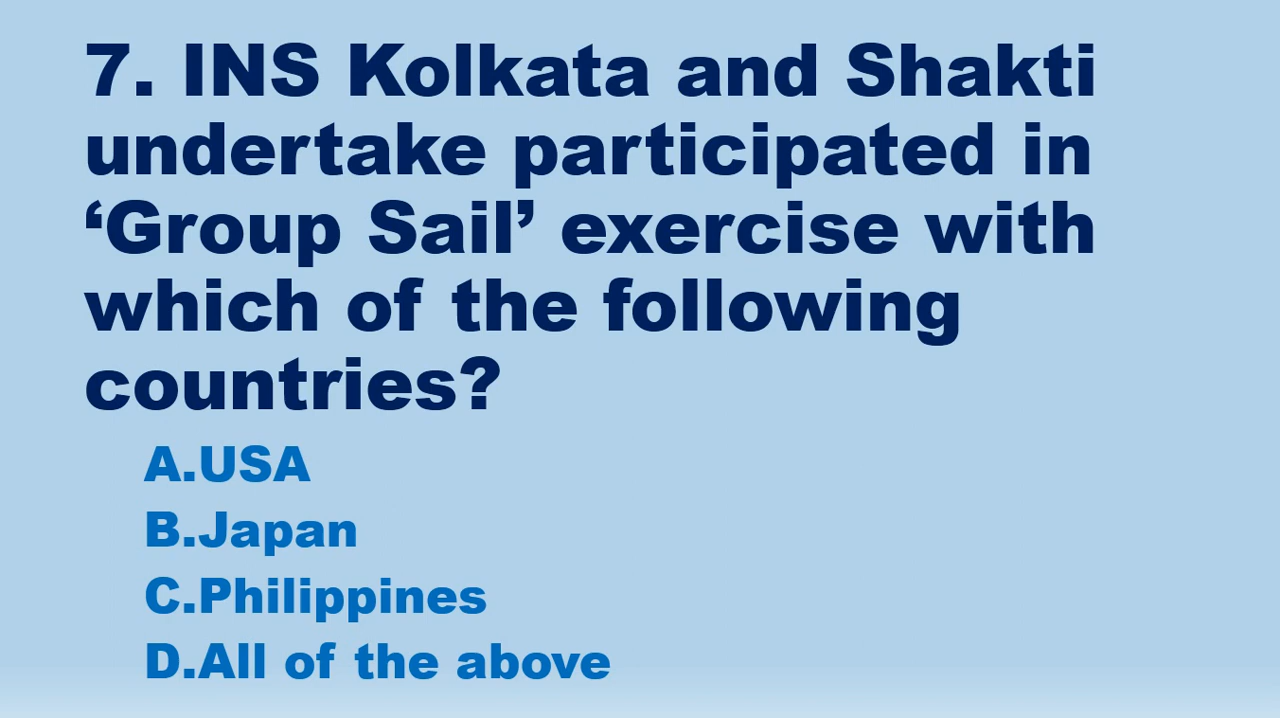 7. INS Kolkata and Shakti
undertake participated in
‘Group Sail’ exercise with
which of the following
countries?
A.USA
B.Japan
C.Philippines
D.All of the above